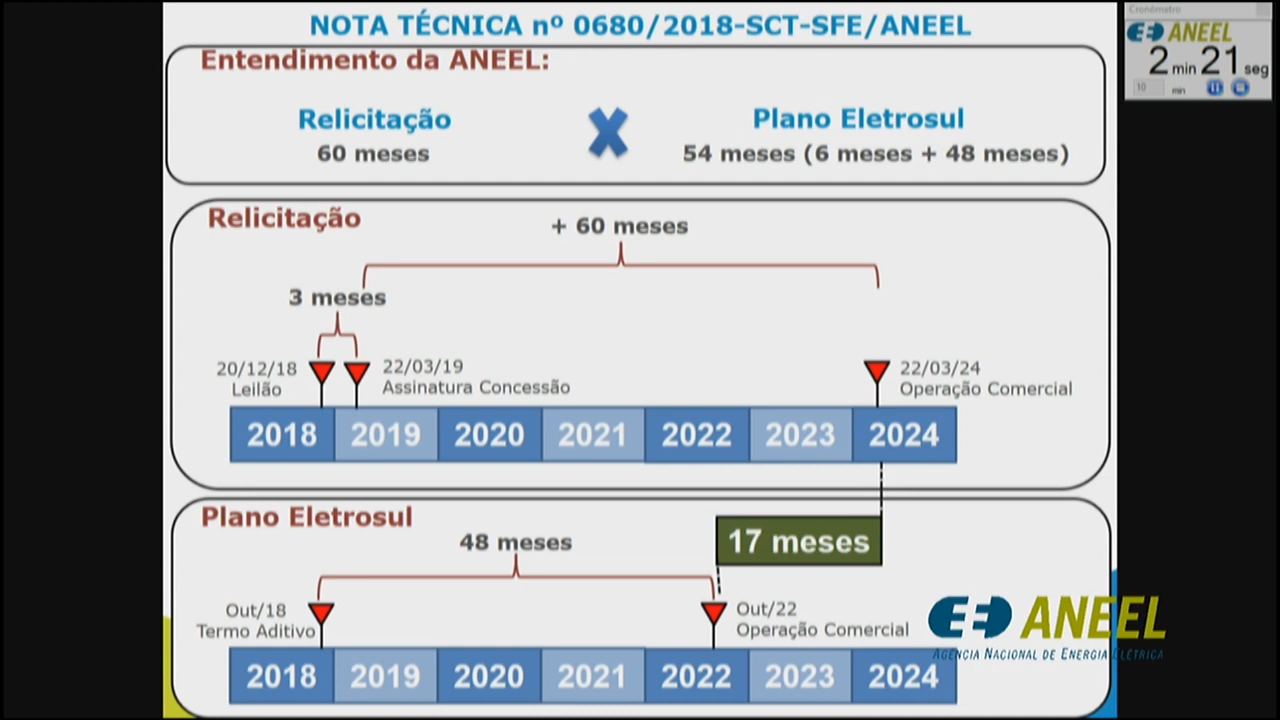 NOTA TÉCNICA nº 0680/2018-SCT-SFE/ANEEL
Entendimento da ANEEL:
Relicitação
60 meses
Plano Eletrosul
54 meses (6 meses + 48 meses)
Relicitação
+ 60 meses
3 meses
20/12/18
Leilão
22/03/19
Assinatura Concessão
22/03/24
Operação Comercial
2018 2019 2020 2021 2022 2023 2024
Plano Eletrosul
48 meses
17 meses
Out/18
Termo Aditivo
Out/22
Operação Comercial
2018 2019 2020 2021 2022 2023 2024
Cronômetro
ANEEL
2 min 21 seg
10 min
ANEEL
AGÊNCIA NACIONAL DE ENERGIA ELÉTRICA